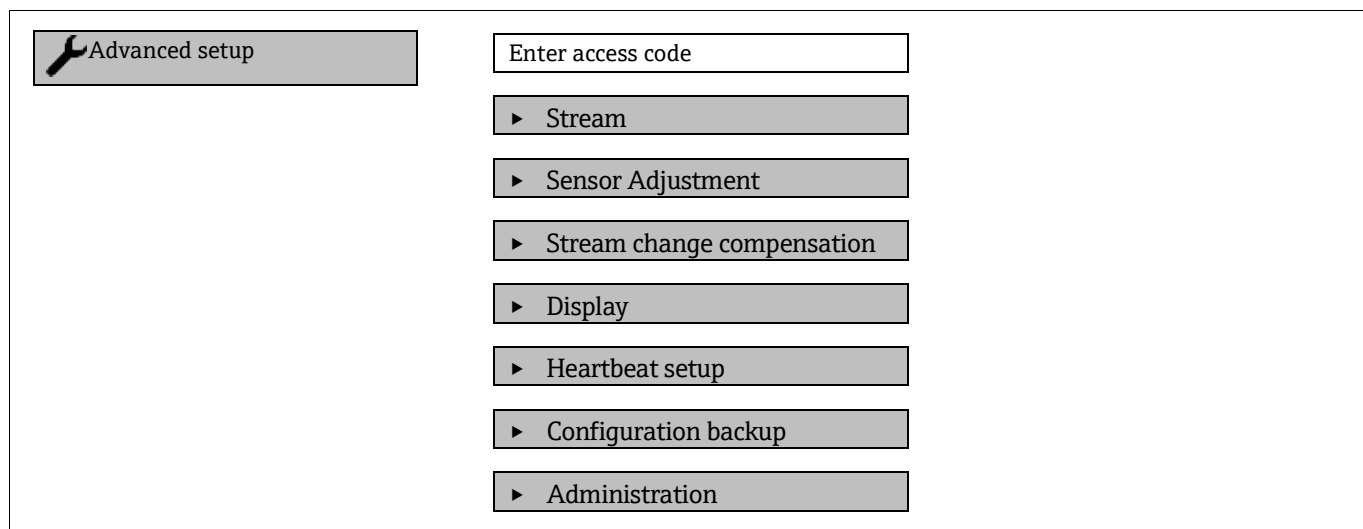 Advanced setup
Enter access code
▸ Stream
▸ Sensor Adjustment
▸ Stream change compensation
▸ Display
▸ Heartbeat setup
▸ Configuration backup
▸ Administration